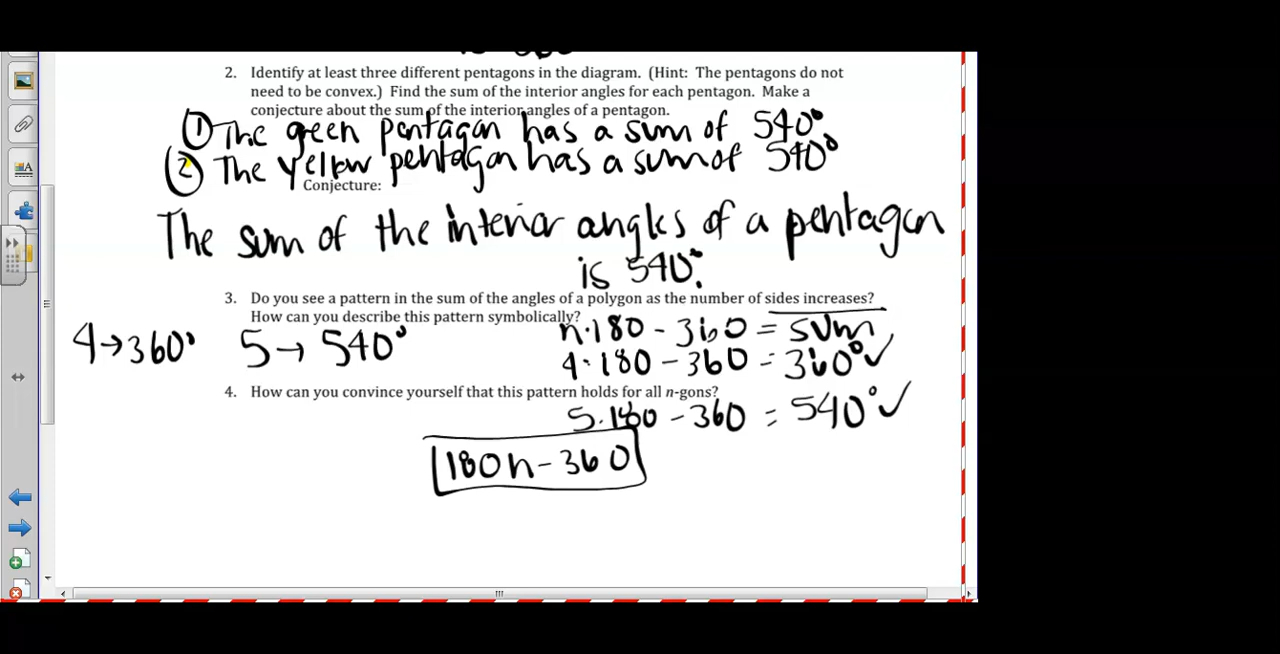 2. Identify at least three different pentagons in the diagram. (Hint: The pentagons do not
need to be convex.) Find the sum of the interior angles for each pentagon. Make a
conjecture about the sum of the interior angles of a pentagon.
① The geen pentagon has a sum of 540°
② The yellow pentagon has a sum of 540°
Conjecture:
The sum of the interior angles of a pentagon
is 540°.
3. Do you see a pattern in the sum of the angles of a polygon as the number of sides increases?
How can you describe this pattern symbolically?
n·180 - 360 = sum
4→360° 5→ 540°
4·180 - 360 = 360° ✓
4. How can you convince yourself that this pattern holds for all n-gons?
5·180 - 360 = 540° ✓
180n - 360